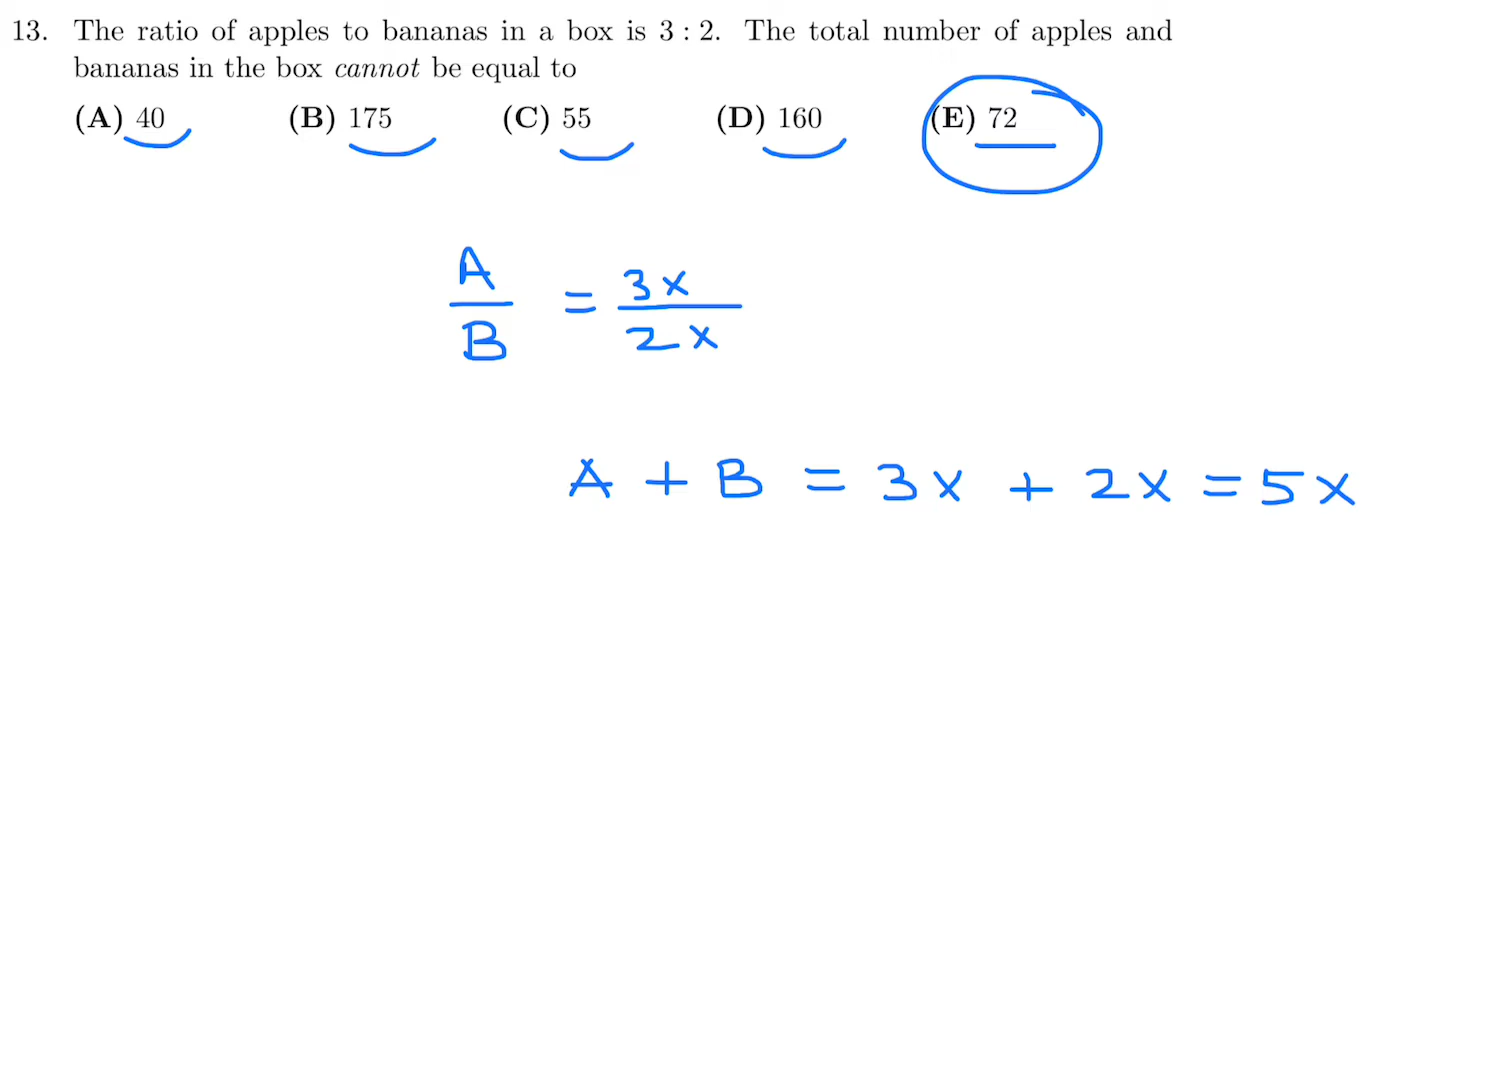 13. The ratio of apples to bananas in a box is 3 : 2. The total number of apples and
bananas in the box cannot be equal to
(A) 40 (B) 175 (C) 55 (D) 160 (E) 72
A/B = 3x/2x
A + B = 3x + 2x = 5x